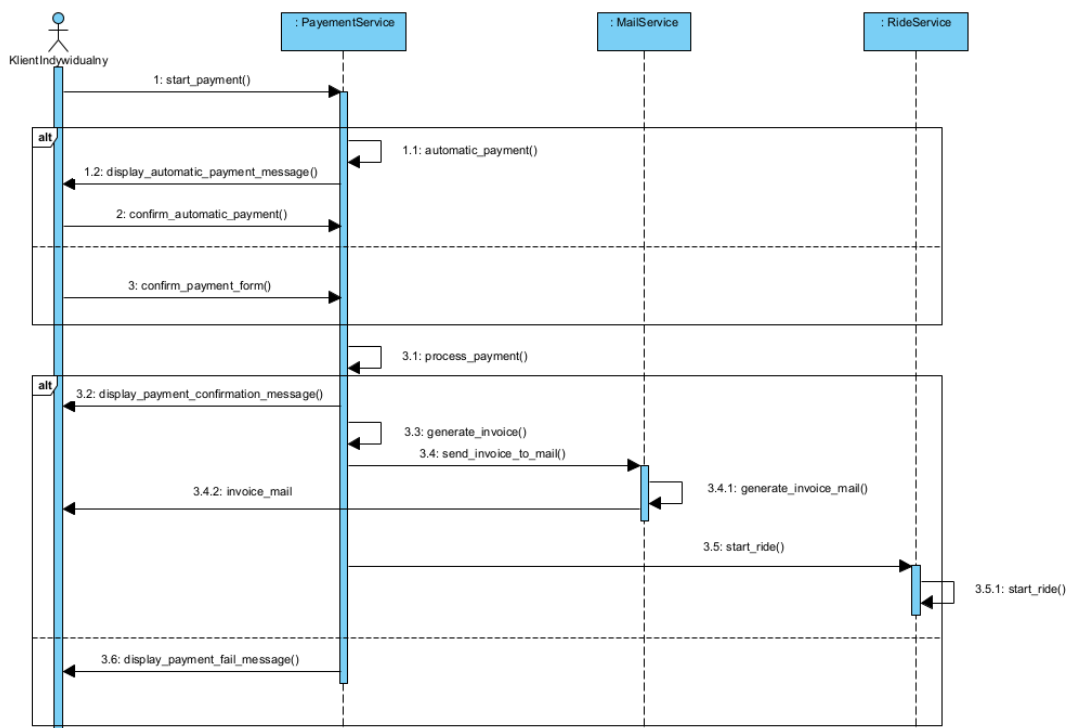 : PayementService
: MailService
: RideService
KlientIndywidualny
1: start_payment()
alt
1.1: automatic_payment()
1.2: display_automatic_payment_message()
2: confirm_automatic_payment()
3: confirm_payment_form()
3.1: process_payment()
alt
3.2: display_payment_confirmation_message()
3.3: generate_invoice()
3.4: send_invoice_to_mail()
3.4.1: generate_invoice_mail()
3.4.2: invoice_mail
3.5: start_ride()
3.5.1: start_ride()
3.6: display_payment_fail_message()